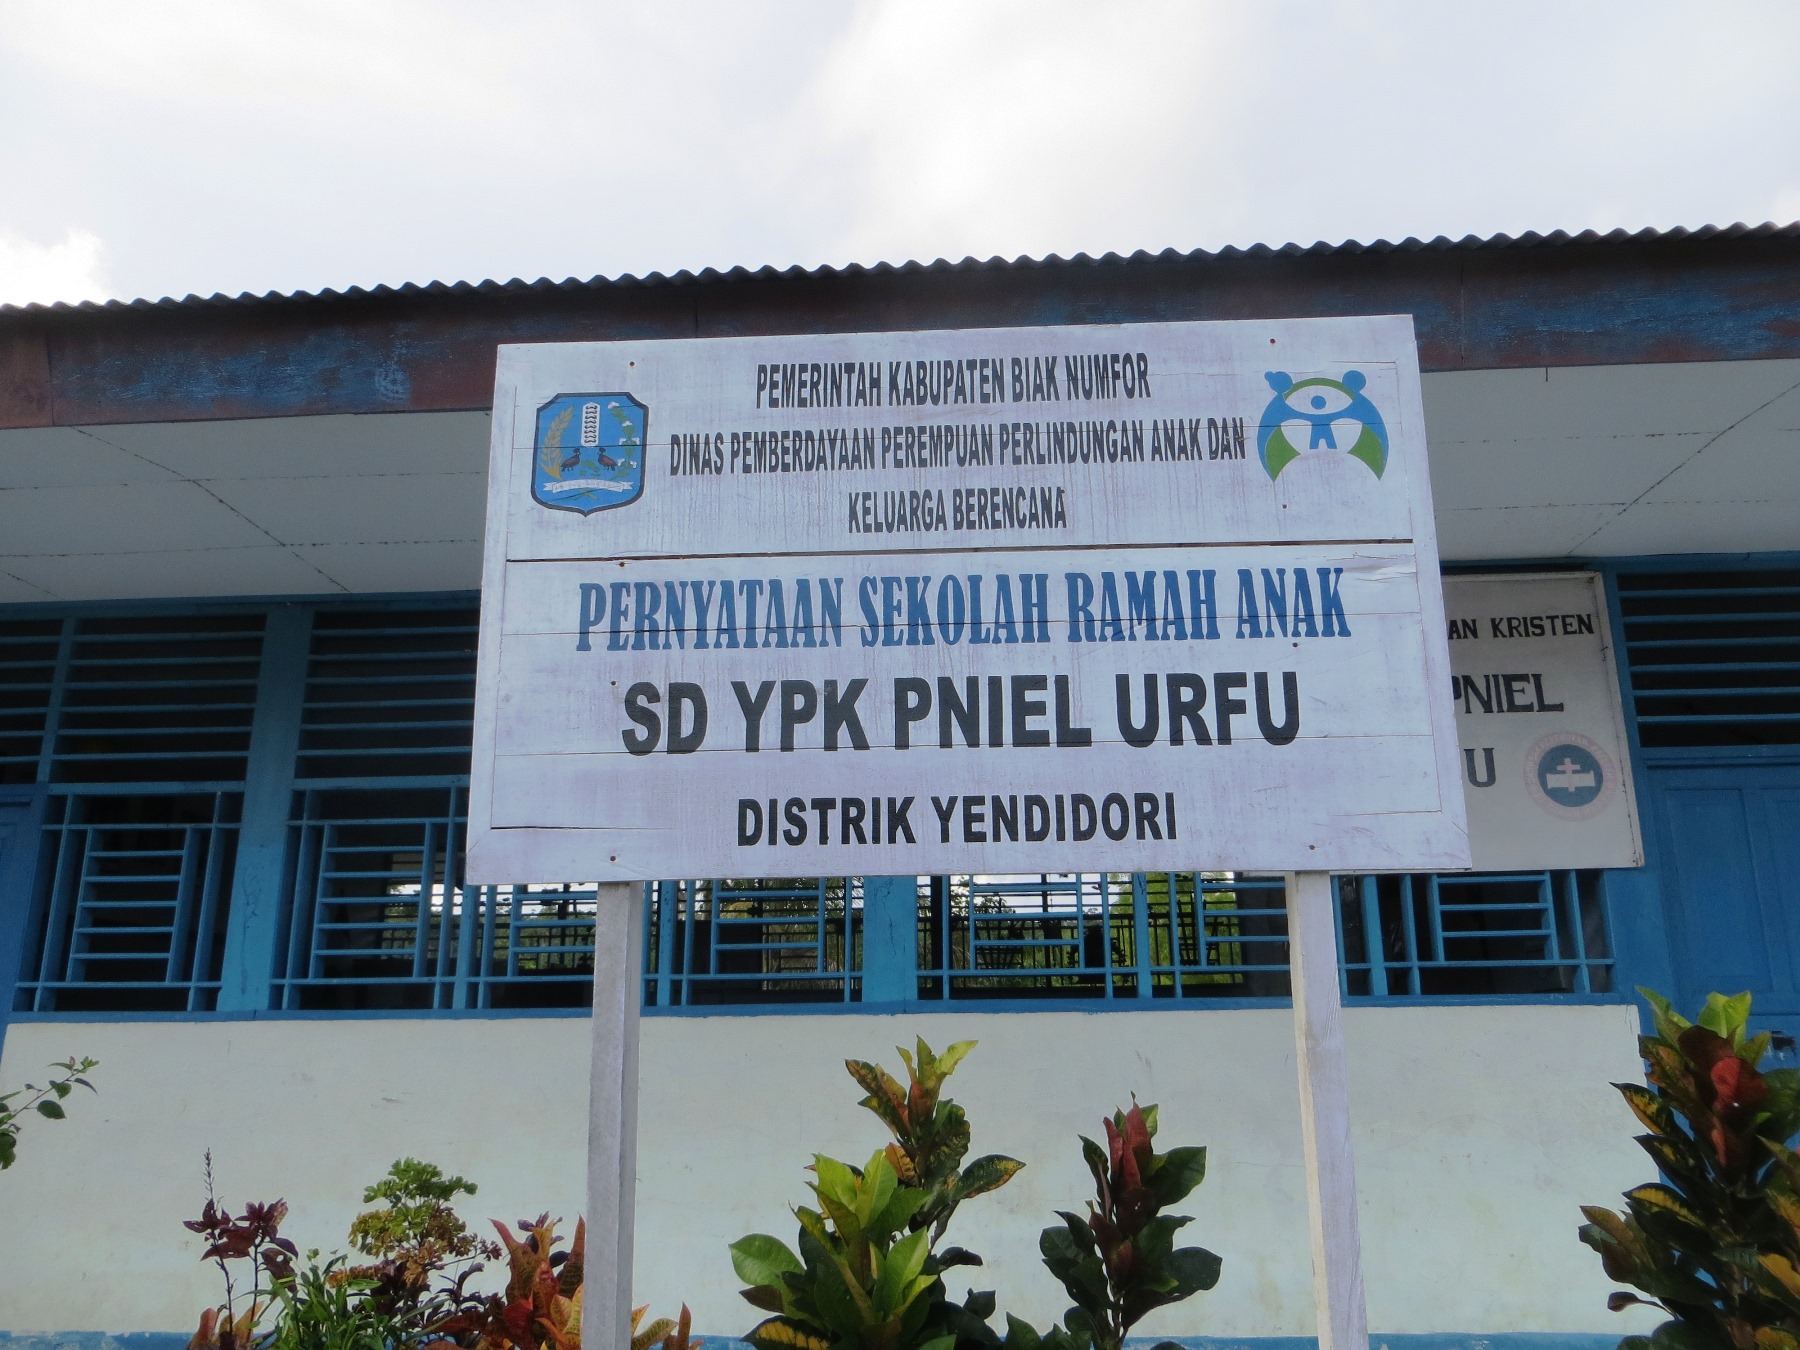 PEMERINTAH KABUPATEN BIAK NUMFOR
DINAS PEMBERDAYAAN PEREMPUAN PERLINDUNGAN ANAK DAN
KELUARGA BERENCANA
PERNYATAAN SEKOLAH RAMAH ANAK
SD YPK PNIEL URFU
DISTRIK YENDIDORI
AN KRISTEN
PNIEL
U